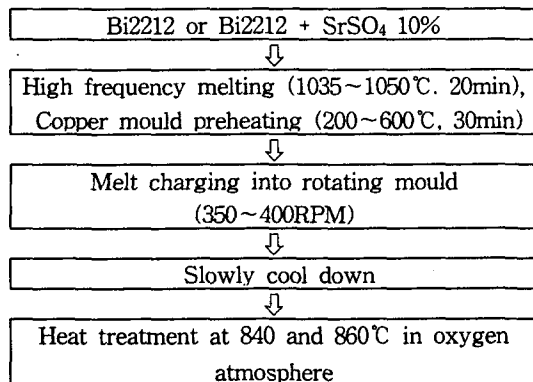 Bi2212 or Bi2212 + SrSO₄ 10%
High frequency melting (1035~1050℃. 20min),
Copper mould preheating (200~600℃, 30min)
Melt charging into rotating mould
(350~400RPM)
Slowly cool down
Heat treatment at 840 and 860℃ in oxygen
atmosphere